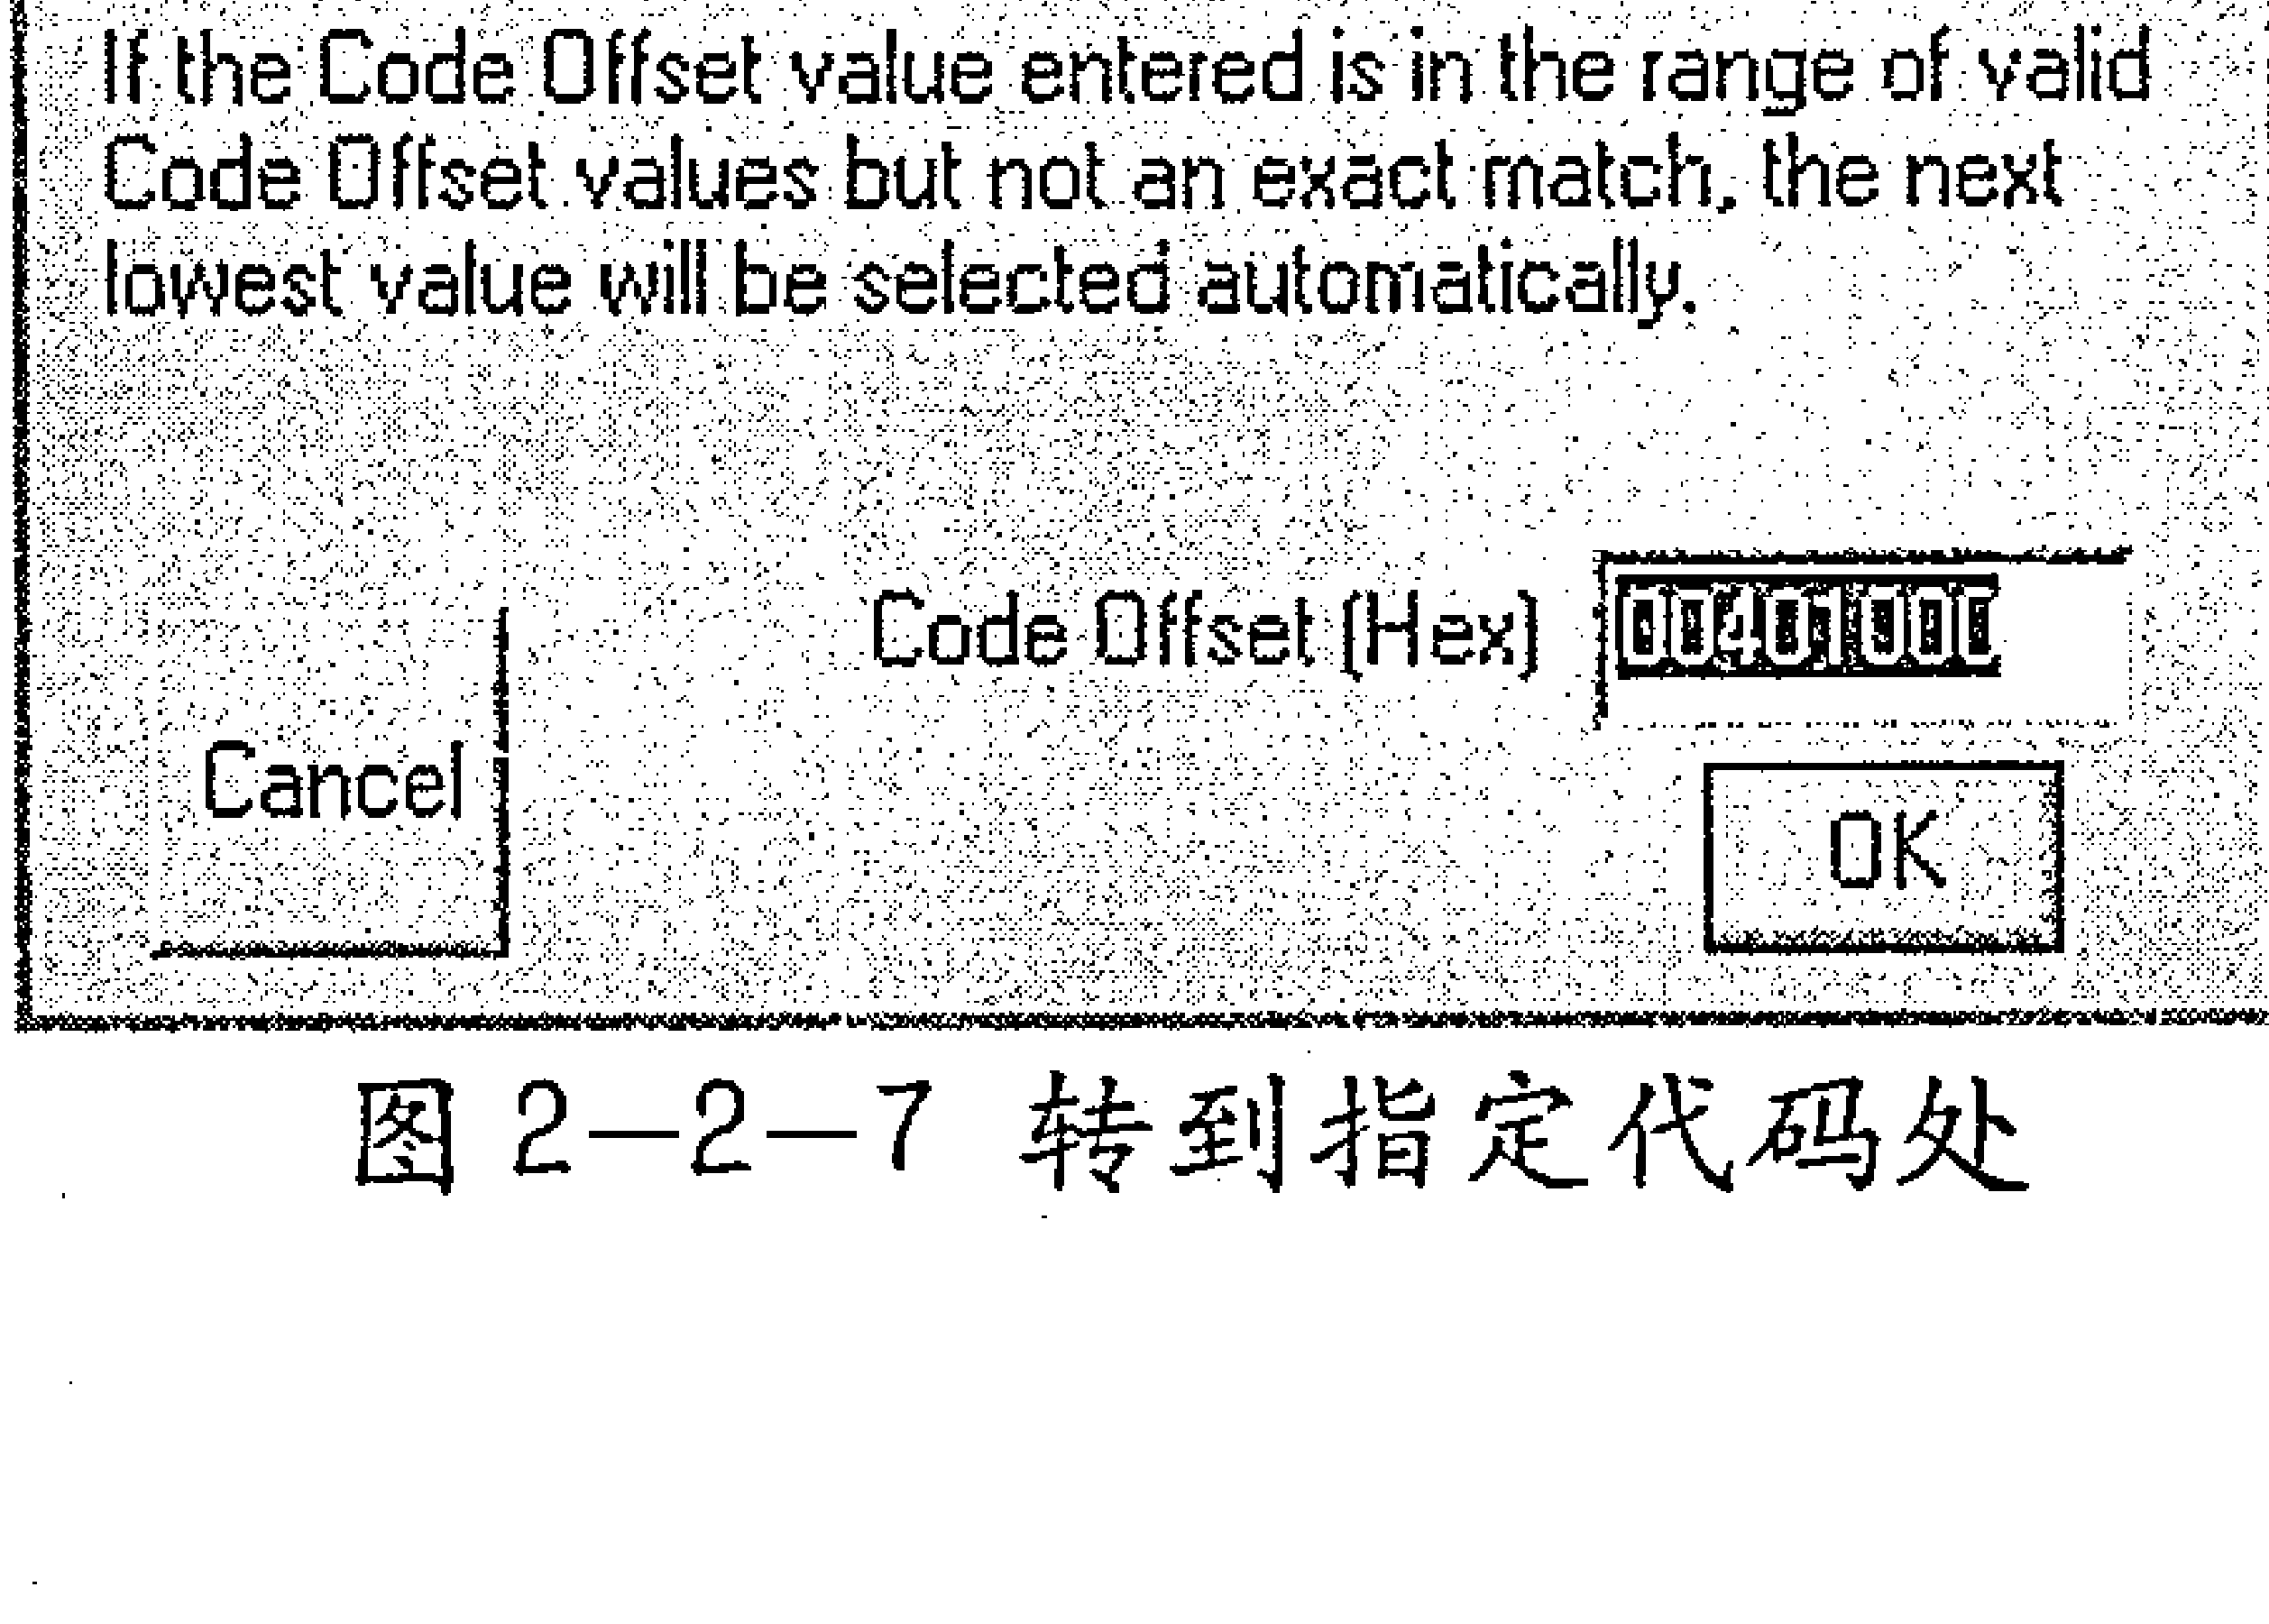 If the Code Offset value entered is in the range of valid
Code Offset values but not an exact match, the next
lowest value will be selected automatically.
Code Offset (Hex) 00401000
Cancel
OK
图 2—2—7 转到指定代码处